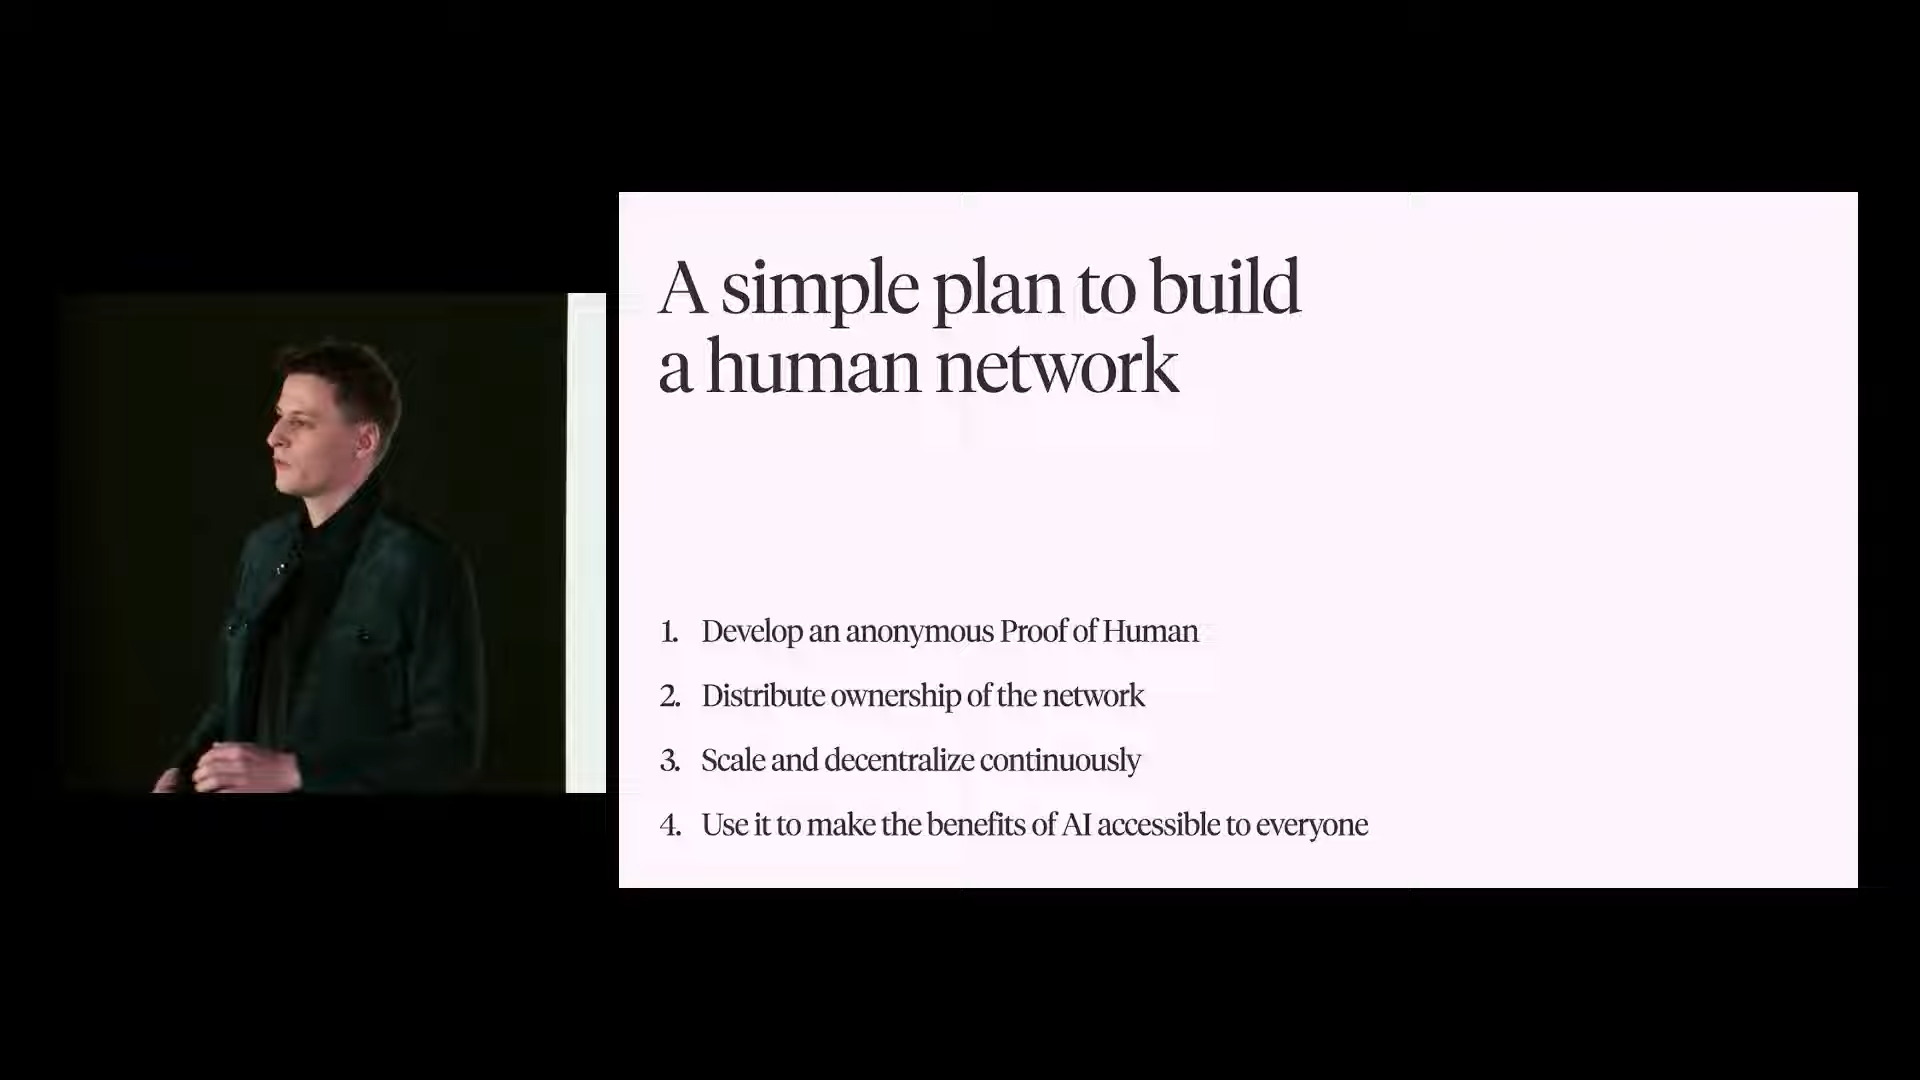 A simple plan to build
a human network
1. Develop an anonymous Proof of Human
2. Distribute ownership of the network
3. Scale and decentralize continuously
4. Use it to make the benefits of AI accessible to everyone